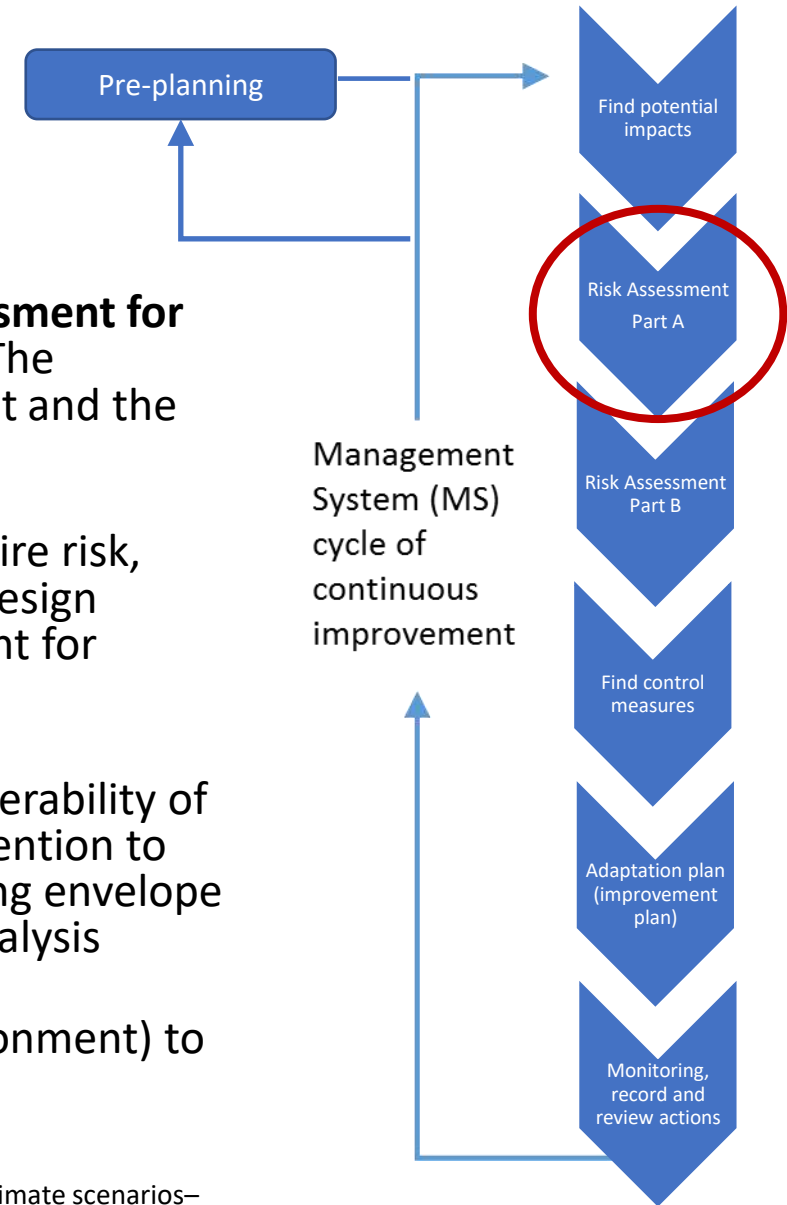 Pre-planning
Find potential
impacts
Risk Assessment
Part A
Risk Assessment
Part B
Find control
measures
Adaptation plan
(improvement
plan)
Monitoring,
record and
review actions
Management
System (MS)
cycle of
continuous
improvement
sment for
The
t and the
ire risk,
esign
nt for
erability of
ention to
ng envelope
alysis
onment) to
imate scenarios–